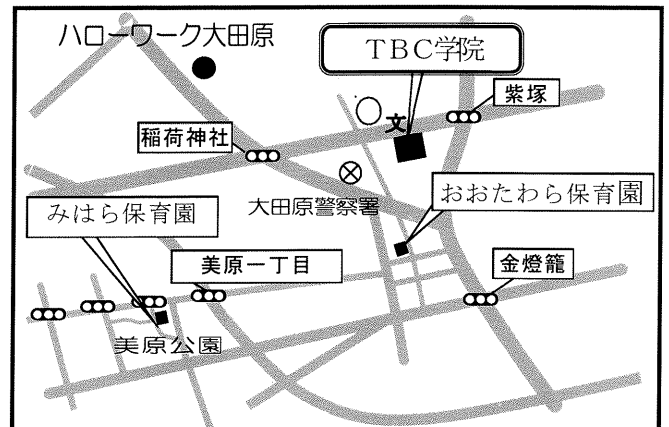 ハローワーク大田原
TBC学院
紫塚
文
稲荷神社
大田原警察署
おおたわら保育園
みはら保育園
美原一丁目
金燈籠
美原公園